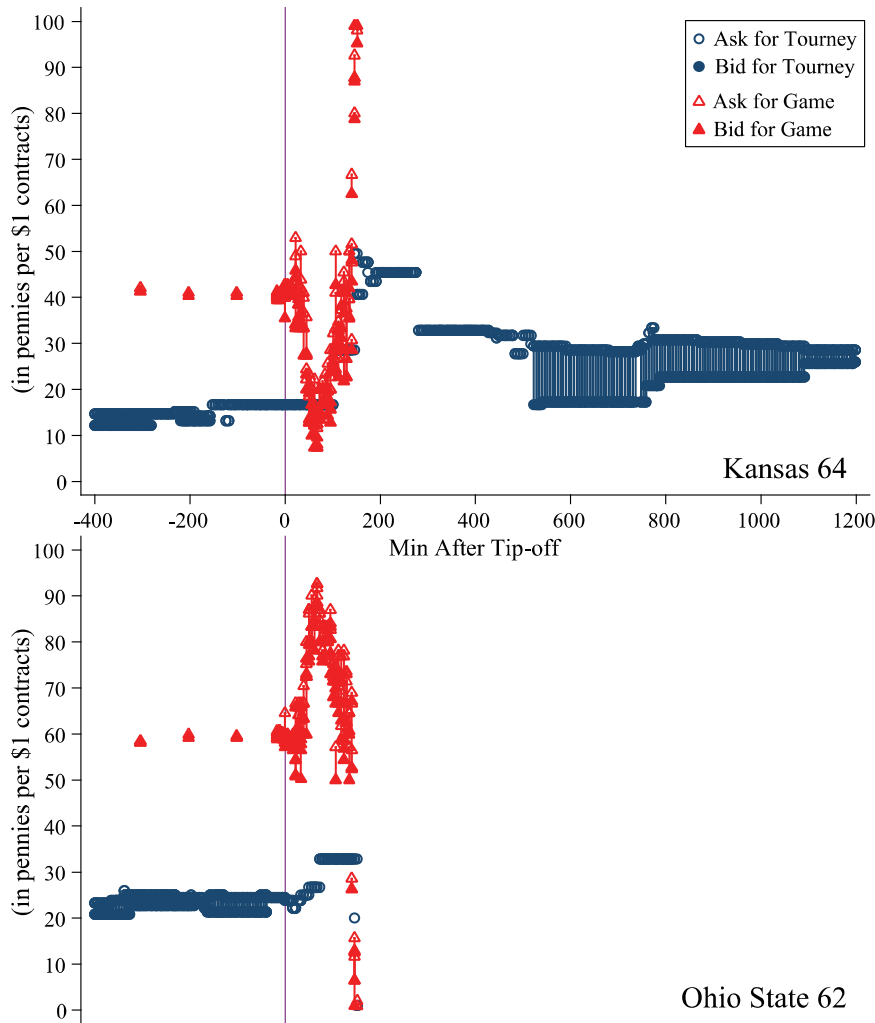 100
90
80
70
60
50
40
30
20
10
0
(in pennies per $1 contracts)
Ask for Tourney
Bid for Tourney
Ask for Game
Bid for Game
Kansas 64
-400 -200 0 200 400 600 800 1000 1200
Min After Tip-off
100
90
80
70
60
50
40
30
20
10
0
(in pennies per $1 contracts)
Ohio State 62